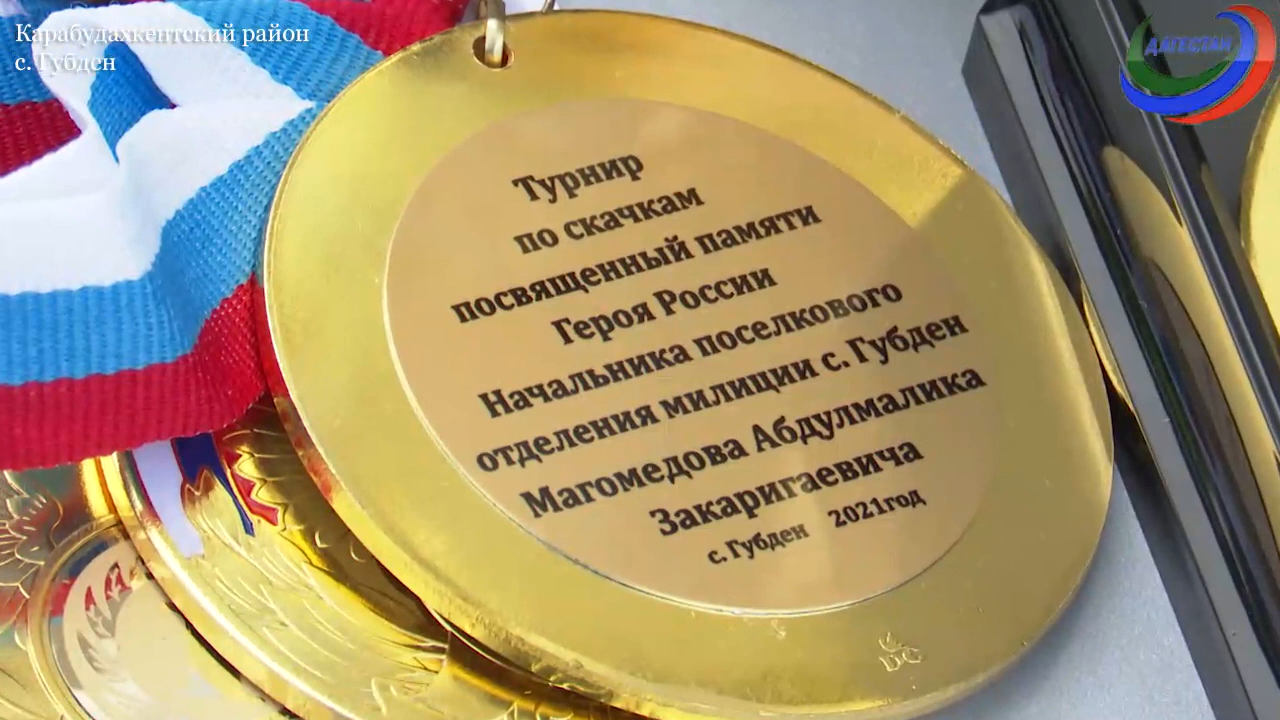 Карабудахкентский район
с. Губден
ДАГЕСТАН
Турнир
по скачкам
посвященный памяти
Героя России
Начальника поселкового
отделения милиции с. Губден
Магомедова Абдулмалика
Закаригаевича
с. Губден 2021год